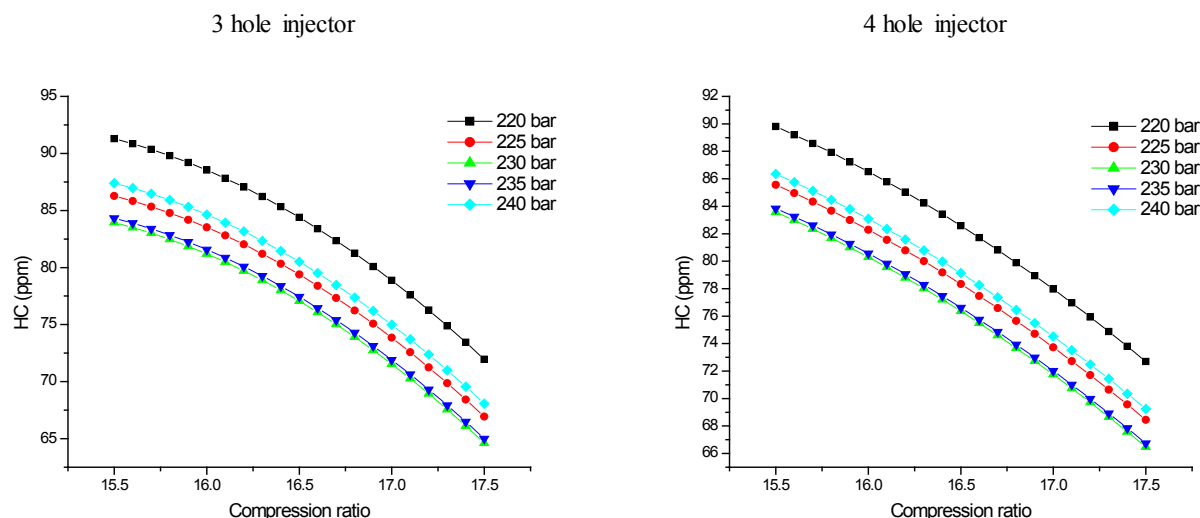 3 hole injector
4 hole injector
95
90
85
80
75
70
65
HC (ppm)
15.5 16.0 16.5 17.0 17.5
Compression ratio
220 bar
225 bar
230 bar
235 bar
240 bar
92
90
88
86
84
82
80
78
76
74
72
70
68
66
HC (ppm)
15.5 16.0 16.5 17.0 17.5
Compression ratio
220 bar
225 bar
230 bar
235 bar
240 bar